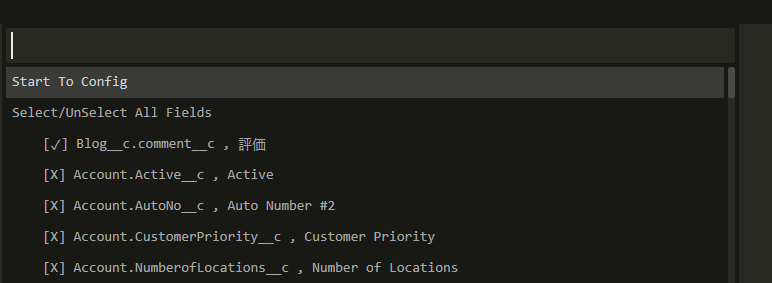 Start To Config
Select/UnSelect All Fields
[✓] Blog__c.comment__c , 評価
[X] Account.Active__c , Active
[X] Account.AutoNo__c , Auto Number #2
[X] Account.CustomerPriority__c , Customer Priority
[X] Account.NumberofLocations__c , Number of Locations